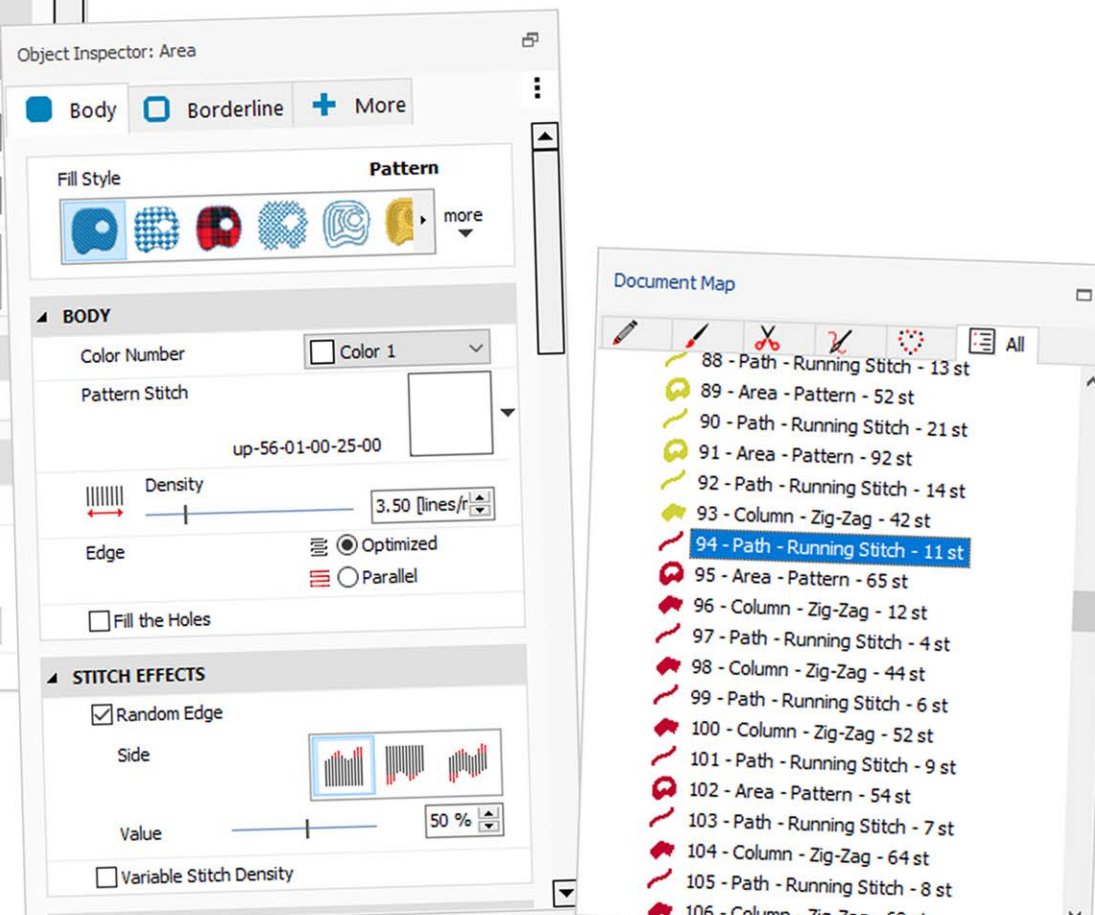 Object Inspector: Area
Body
Borderline
More
Fill Style
Pattern
more
BODY
Color Number
Color 1
Pattern Stitch
up-56-01-00-25-00
Density
3.50 [lines/r
Edge
Optimized
Parallel
Fill the Holes
STITCH EFFECTS
Random Edge
Side
Value
50 %
Variable Stitch Density
Document Map
All
88 - Path - Running Stitch - 13 st
89 - Area - Pattern - 52 st
90 - Path - Running Stitch - 21 st
91 - Area - Pattern - 92 st
92 - Path - Running Stitch - 14 st
93 - Column - Zig-Zag - 42 st
94 - Path - Running Stitch - 11 st
95 - Area - Pattern - 65 st
96 - Column - Zig-Zag - 12 st
97 - Path - Running Stitch - 4 st
98 - Column - Zig-Zag - 44 st
99 - Path - Running Stitch - 6 st
100 - Column - Zig-Zag - 52 st
101 - Path - Running Stitch - 9 st
102 - Area - Pattern - 54 st
103 - Path - Running Stitch - 7 st
104 - Column - Zig-Zag - 64 st
105 - Path - Running Stitch - 8 st
106 - Column - Zig-Zag